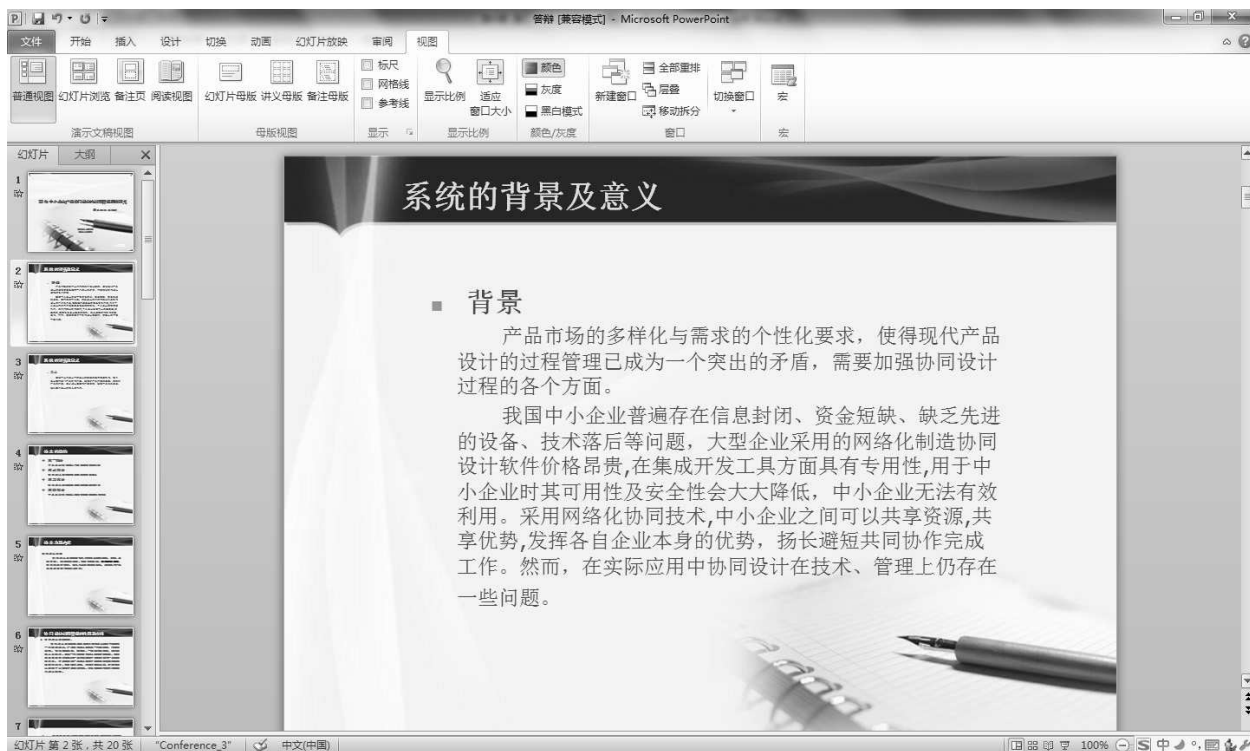 答辩 [兼容模式] - Microsoft PowerPoint
文件 开始 插入 设计 切换 动画 幻灯片放映 审阅 视图
普通视图 幻灯片浏览 备注页 阅读视图
演示文稿视图
幻灯片母版 讲义母版 备注母版
母版视图
标尺
网格线
参考线
显示
显示比例 适应窗口大小
显示比例
颜色
灰度
黑白模式
颜色/灰度
新建窗口
全部重排
层叠
移动拆分
切换窗口
窗口
宏
宏
幻灯片 大纲
1
2
3
4
5
6
7
系统的背景及意义
背景
产品市场的多样化与需求的个性化要求，使得现代产品
设计的过程管理已成为一个突出的矛盾，需要加强协同设计
过程的各个方面。
我国中小企业普遍存在信息封闭、资金短缺、缺乏先进
的设备、技术落后等问题，大型企业采用的网络化制造协同
设计软件价格昂贵,在集成开发工具方面具有专用性,用于中
小企业时其可用性及安全性会大大降低，中小企业无法有效
利用。采用网络化协同技术,中小企业之间可以共享资源,共
享优势,发挥各自企业本身的优势，扬长避短共同协作完成
工作。然而，在实际应用中协同设计在技术、管理上仍存在
一些问题。
幻灯片 第 2 张，共 20 张 "Conference_3" 中文(中国) 100% 中